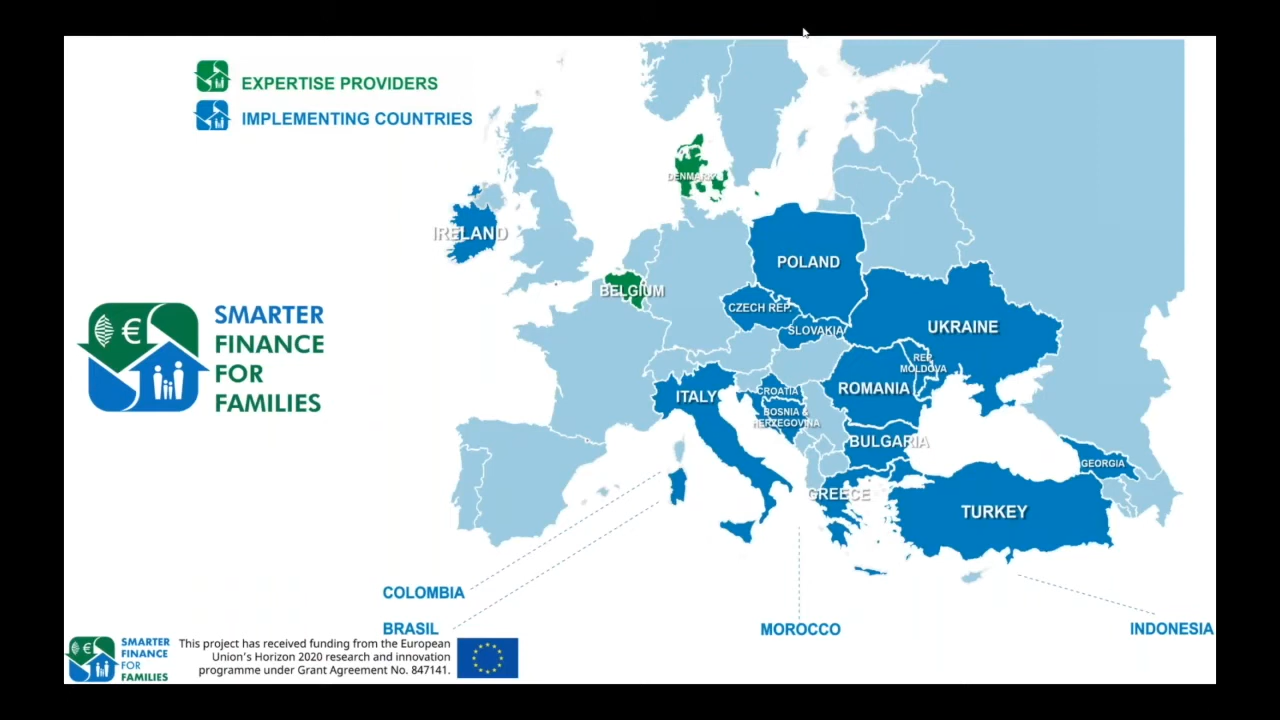 EXPERTISE PROVIDERS
IMPLEMENTING COUNTRIES
DENMARK
IRELAND
POLAND
BELGIUM
CZECH REP.
SLOVAKIA
UKRAINE
SMARTER
FINANCE
FOR
FAMILIES
REP.
MOLDOVA
ITALY
CROATIA
ROMANIA
BOSNIA &
HERZEGOVINA
BULGARIA
GEORGIA
GREECE
TURKEY
COLOMBIA
BRASIL
MOROCCO
INDONESIA
SMARTER
FINANCE
FOR
FAMILIES
This project has received funding from the European
Union's Horizon 2020 research and innovation
programme under Grant Agreement No. 847141.